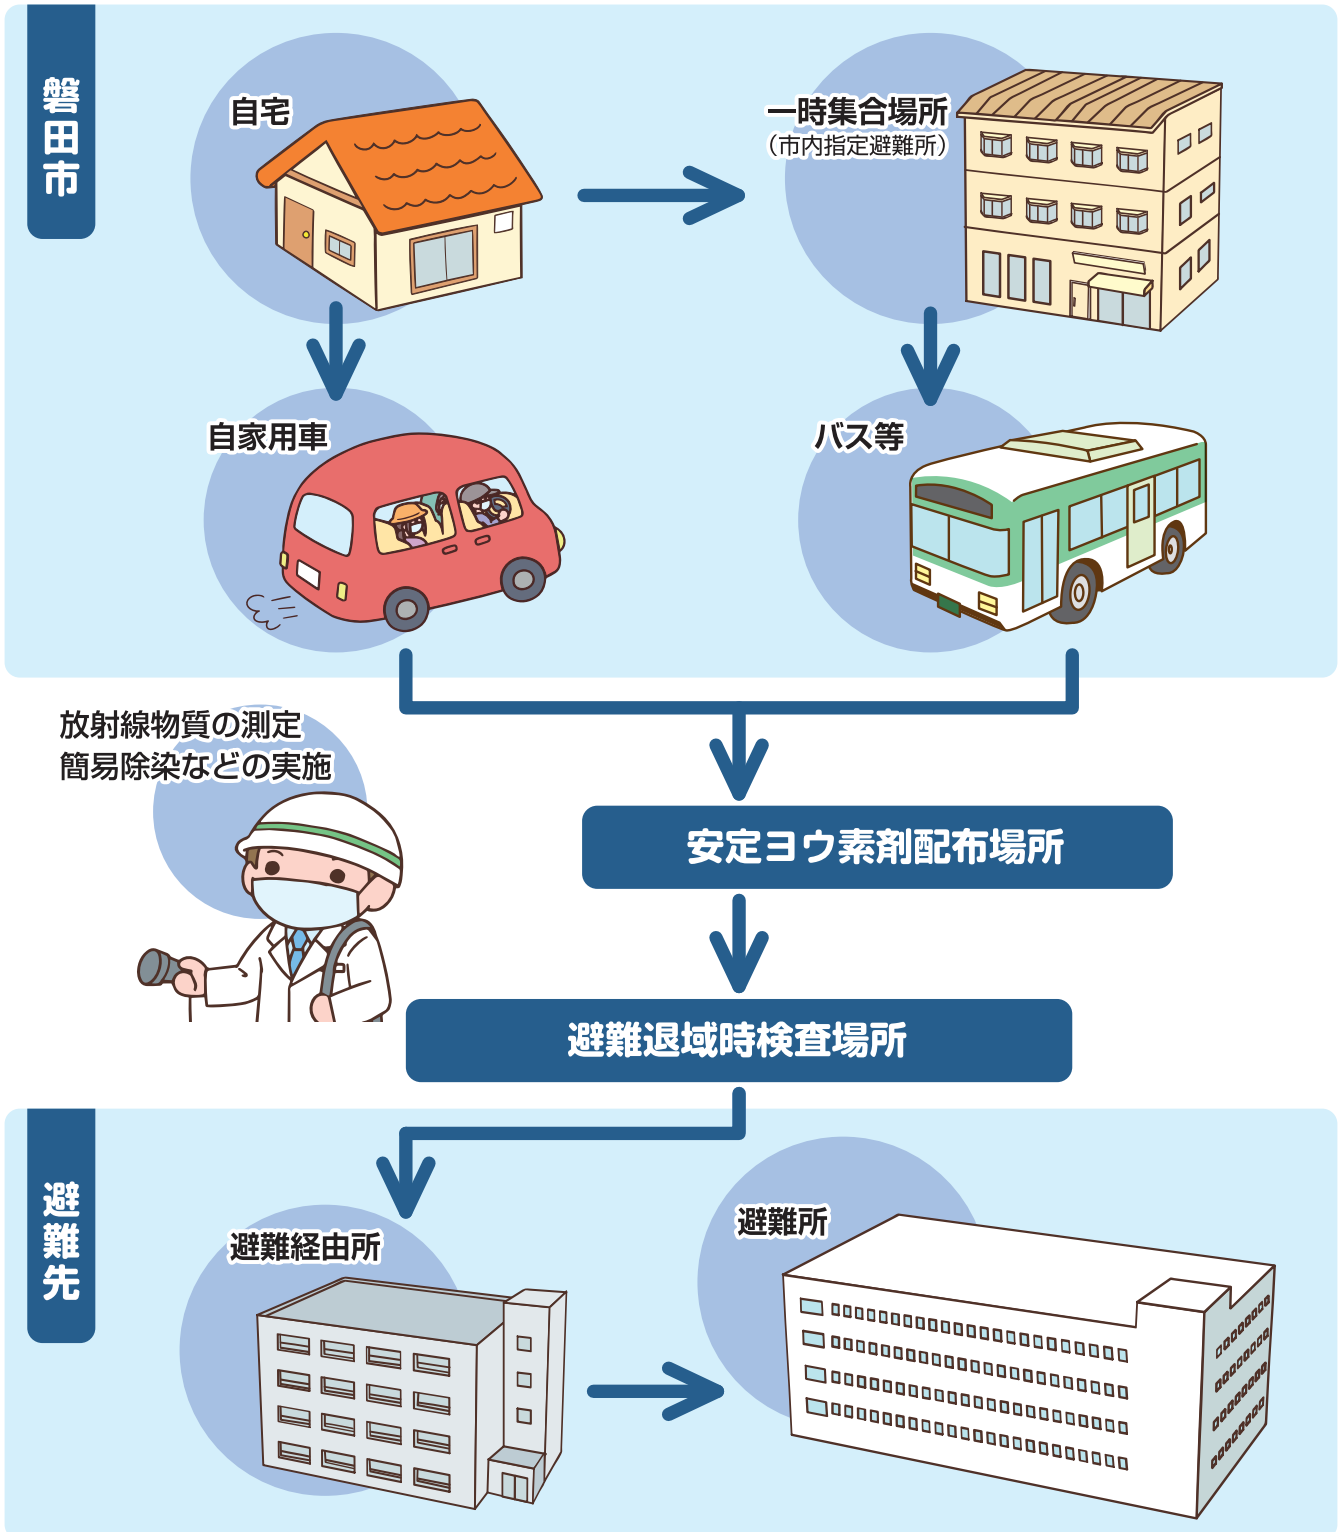 磐田市
自宅
一時集合場所
（市内指定避難所）
自家用車
バス等
放射線物質の測定
簡易除染などの実施
安定ヨウ素剤配布場所
避難退域時検査場所
避難先
避難経由所
避難所